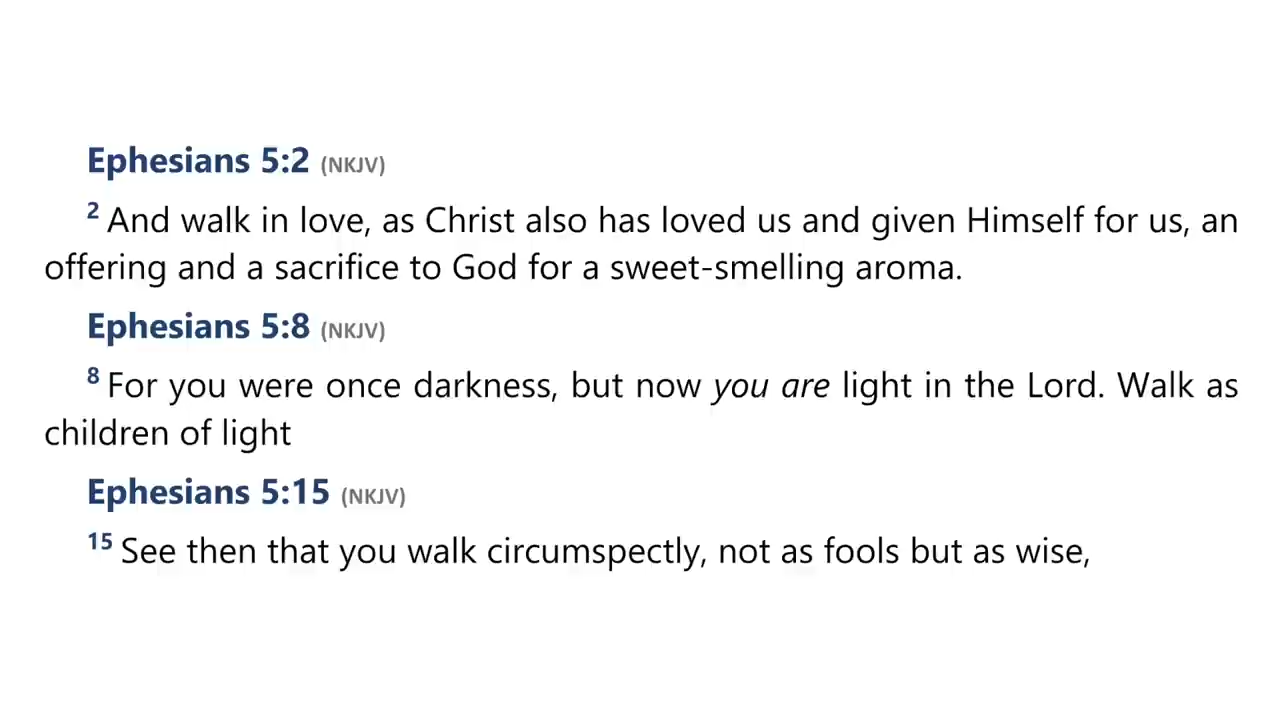 Ephesians 5:2 (NKJV)
2 And walk in love, as Christ also has loved us and given Himself for us, an
offering and a sacrifice to God for a sweet-smelling aroma.
Ephesians 5:8 (NKJV)
8 For you were once darkness, but now you are light in the Lord. Walk as
children of light
Ephesians 5:15 (NKJV)
15 See then that you walk circumspectly, not as fools but as wise,